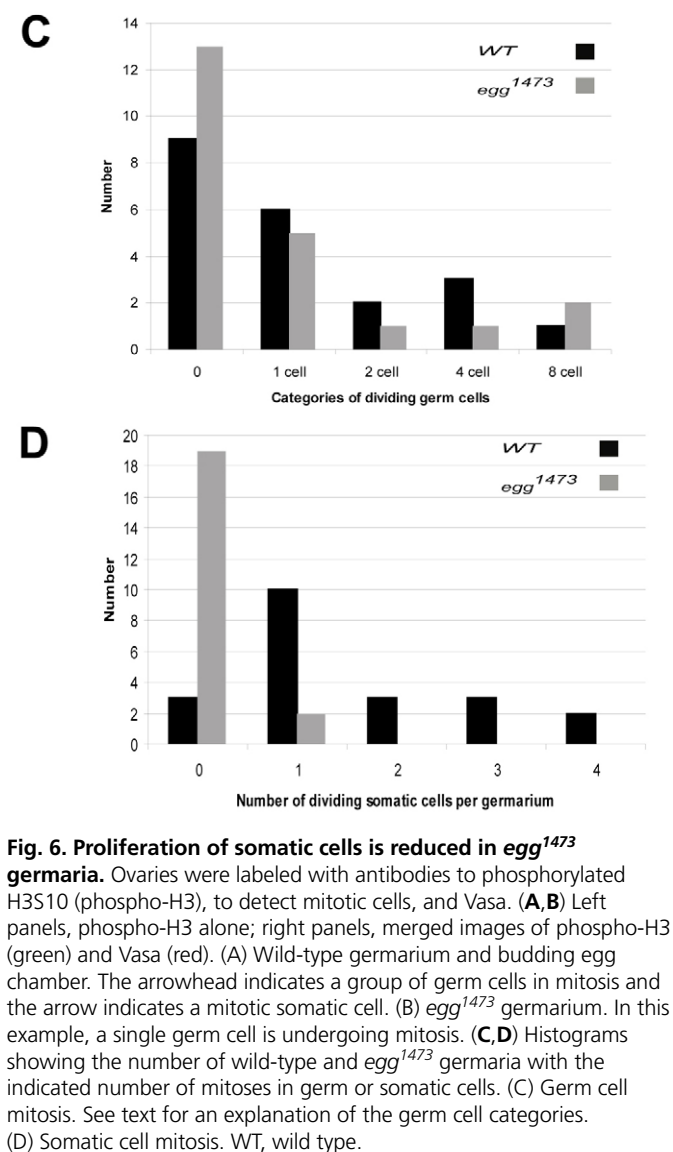 C
14
12
10
8
6
4
2
0
Number
WT
egg1473
0 1 cell 2 cell 4 cell 8 cell
Categories of dividing germ cells
D
20
18
16
14
12
10
8
6
4
2
0
Number
WT
egg1473
0 1 2 3 4
Number of dividing somatic cells per germarium
Fig. 6. Proliferation of somatic cells is reduced in egg1473
germaria. Ovaries were labeled with antibodies to phosphorylated
H3S10 (phospho-H3), to detect mitotic cells, and Vasa. (A,B) Left
panels, phospho-H3 alone; right panels, merged images of phospho-H3
(green) and Vasa (red). (A) Wild-type germarium and budding egg
chamber. The arrowhead indicates a group of germ cells in mitosis and
the arrow indicates a mitotic somatic cell. (B) egg1473 germarium. In this
example, a single germ cell is undergoing mitosis. (C,D) Histograms
showing the number of wild-type and egg1473 germaria with the
indicated number of mitoses in germ or somatic cells. (C) Germ cell
mitosis. See text for an explanation of the germ cell categories.
(D) Somatic cell mitosis. WT, wild type.